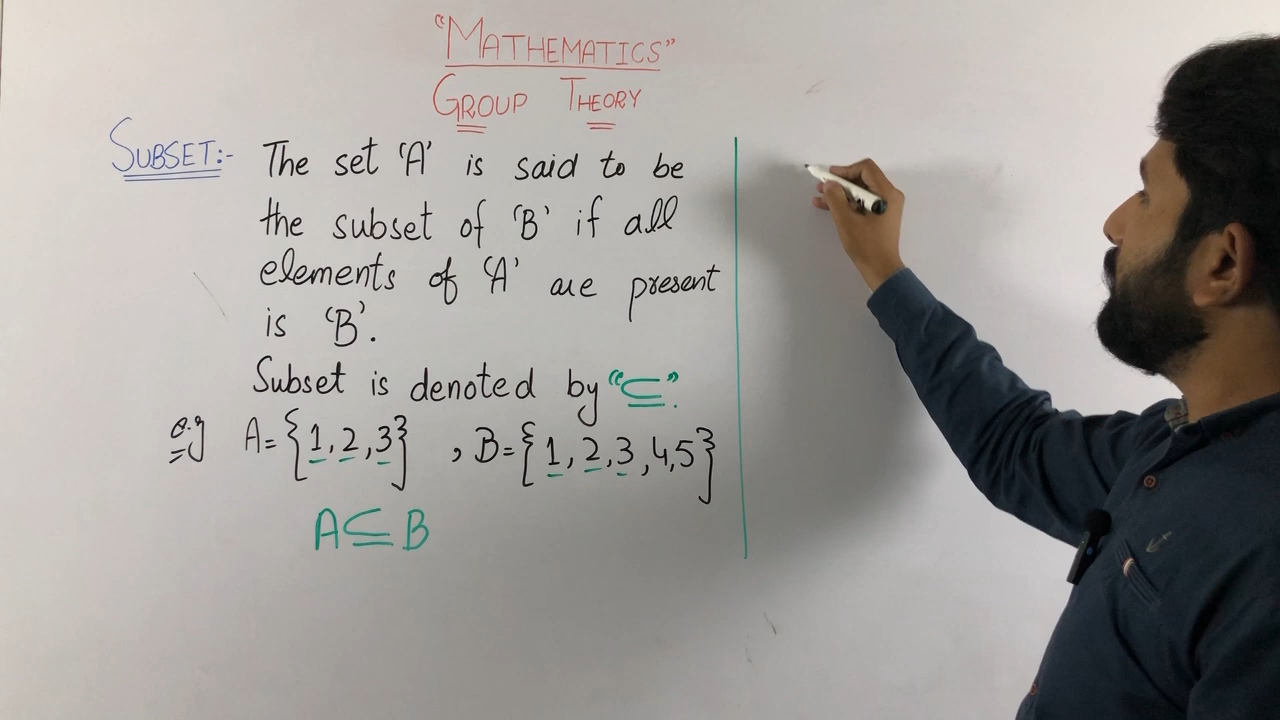 “MATHEMATICS”
GROUP THEORY
SUBSET:- The set ‘A’ is said to be
the subset of ‘B’ if all
elements of ‘A’ are present
is ‘B’.
Subset is denoted by “⊆”.
e.g A={1,2,3} , B={1,2,3,4,5}
A⊆B